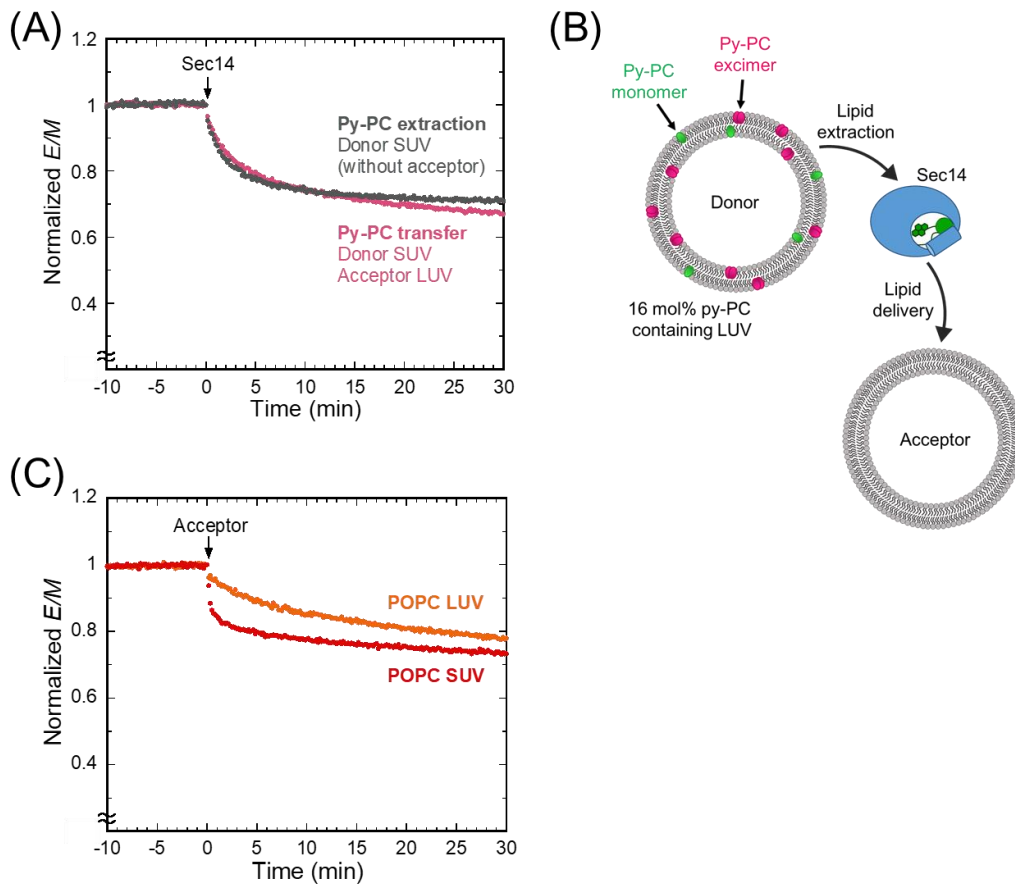 (A)
1.2
1
0.8
0.6
0.4
Normalized E/M
Sec14
Py-PC extraction
Donor SUV
(without acceptor)
Py-PC transfer
Donor SUV
Acceptor LUV
-10 -5 0 5 10 15 20 25 30
Time (min)
(B)
Py-PC
excimer
Py-PC
monomer
Lipid
extraction
Sec14
Donor
Lipid
delivery
16 mol% py-PC
containing LUV
Acceptor
(C)
1.2
1
0.8
0.6
0.4
Normalized E/M
Acceptor
POPC LUV
POPC SUV
-10 -5 0 5 10 15 20 25 30
Time (min)